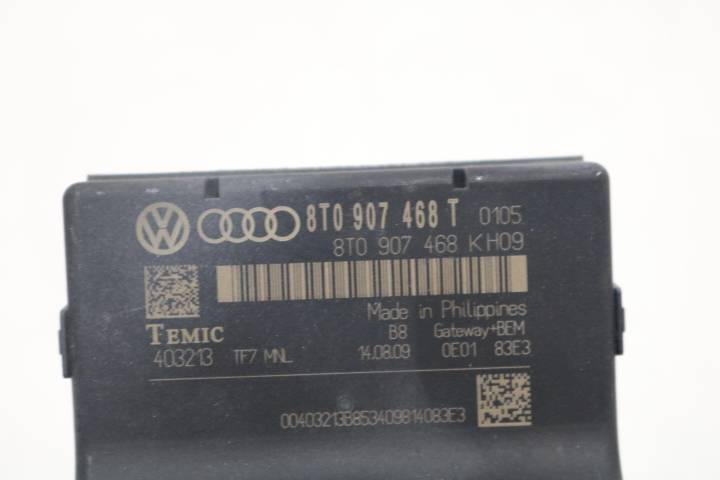 8T0 907 468 T 0105
8T0 907 468 K H09
Made in Philippines
TEMIC B8 Gateway+BEM
403213 TF7 MNL 14.08.09 0E01 83E3
00403213B853409814083E3